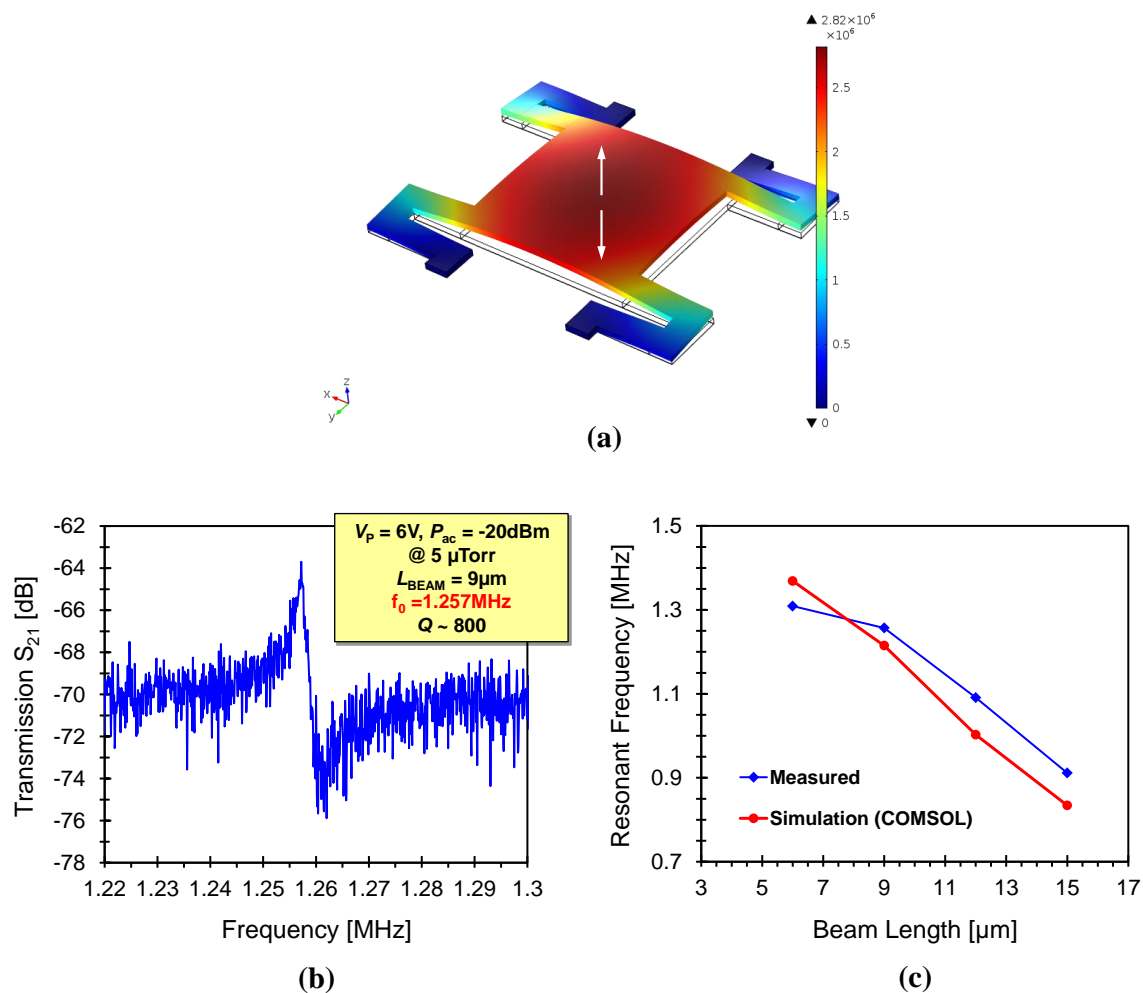 ▲ 2.82×10⁶
×10⁶
2.5
2
1.5
1
0.5
0
▼ 0
z
x
y
(a)
-62
-64
-66
-68
-70
-72
-74
-76
-78
Transmission S₂₁ [dB]
V_P = 6V, P_ac = -20dBm
@ 5 µTorr
L_BEAM = 9µm
f_0 =1.257MHz
Q ~ 800
1.22 1.23 1.24 1.25 1.26 1.27 1.28 1.29 1.3
Frequency [MHz]
(b)
1.5
1.3
1.1
0.9
0.7
Resonant Frequency [MHz]
Measured
Simulation (COMSOL)
3 5 7 9 11 13 15 17
Beam Length [µm]
(c)